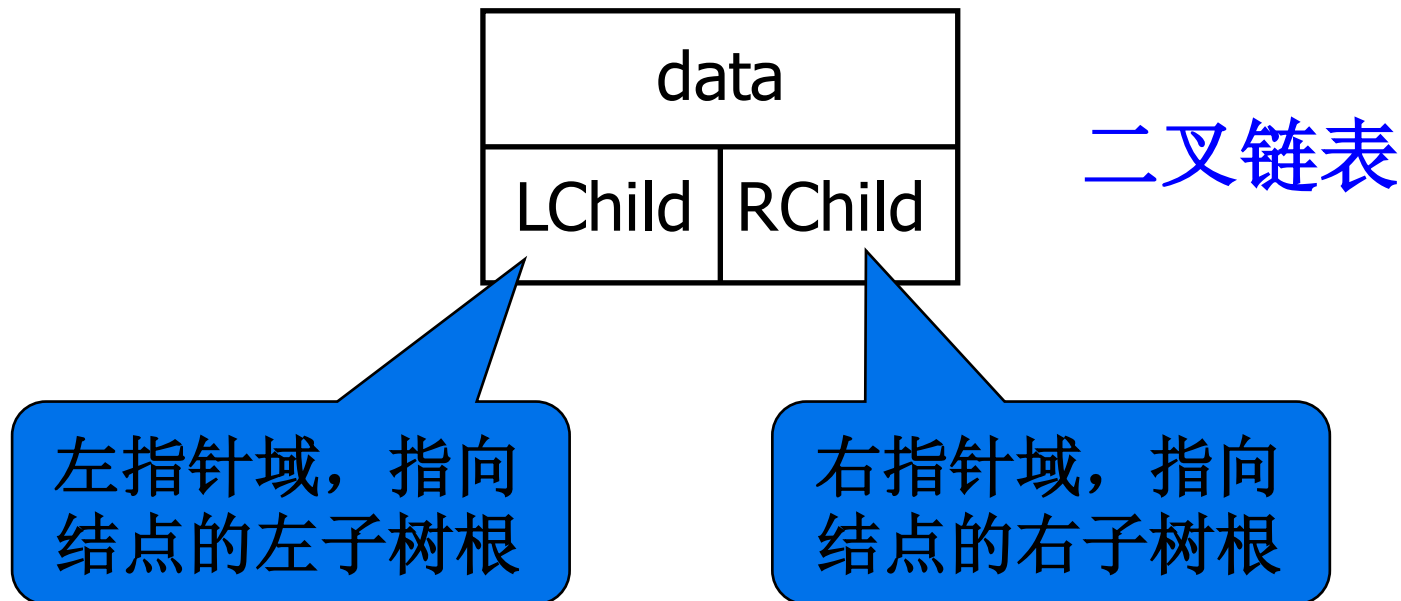 data
二叉链表
LChild
RChild
左指针域，指向
结点的左子树根
右指针域，指向
结点的右子树根